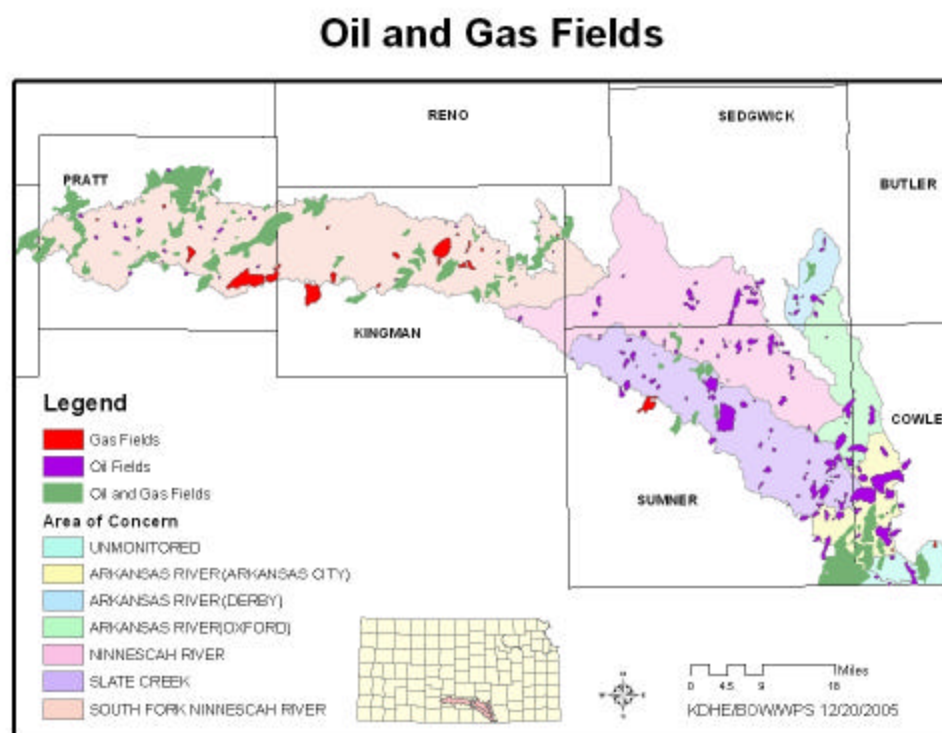 Oil and Gas Fields
RENO
SEDGWICK
PRATT
BUTLER
KINGMAN
COWLE
SUMNER
Legend
Gas Fields
Oil Fields
Oil and Gas Fields
Area of Concern
UNMONITORED
ARKANSAS RIVER(ARKANSAS CITY)
ARKANSAS RIVER(DERBY)
ARKANSAS RIVER(OXFORD)
NINNESCAH RIVER
SLATE CREEK
SOUTH FORK NINNESCAH RIVER
Miles
0 4.5 9 18
KDHE/BOW/WPS 12/20/2005